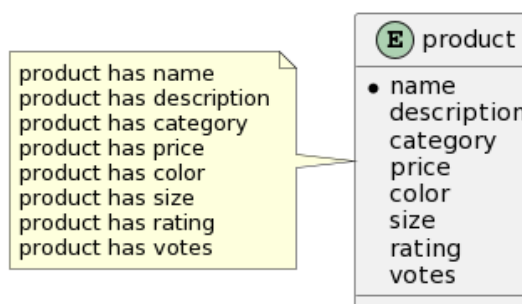 product has name
product has description
product has category
product has price
product has color
product has size
product has rating
product has votes
E product
name
description
category
price
color
size
rating
votes